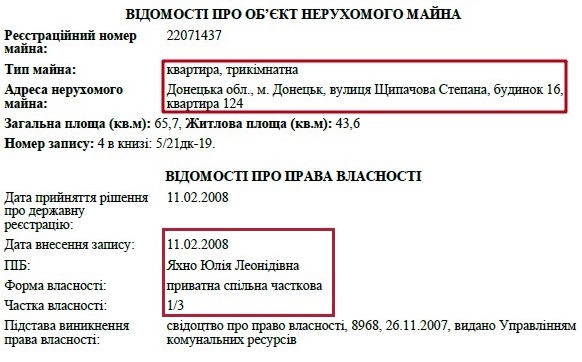 ВІДОМОСТІ ПРО ОБ’ЄКТ НЕРУХОМОГО МАЙНА
Реєстраційний номер майна: 22071437
Тип майна: квартира, трикімнатна
Адреса нерухомого майна: Донецька обл., м. Донецьк, вулиця Щипачова Степана, будинок 16,
квартира 124
Загальна площа (кв.м): 65,7, Житлова площа (кв.м): 43,6
Номер запису: 4 в книзі: 5/21дк-19.
ВІДОМОСТІ ПРО ПРАВА ВЛАСНОСТІ
Дата прийняття рішення про державну реєстрацію: 11.02.2008
Дата внесення запису: 11.02.2008
ПІБ: Яхно Юлія Леонідівна
Форма власності: приватна спільна часткова
Частка власності: 1/3
Підстава виникнення права власності: свідоцтво про право власності, 8968, 26.11.2007, видано Управлінням
комунальних ресурсів